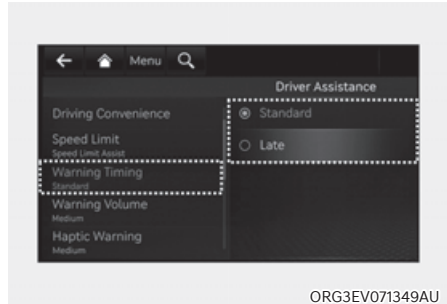 Menu
Driver Assistance
Driving Convenience
Speed Limit
Speed Limit Assist
Warning Timing
Standard
Warning Volume
Medium
Haptic Warning
Medium
Standard
Late
ORG3EV071349AU